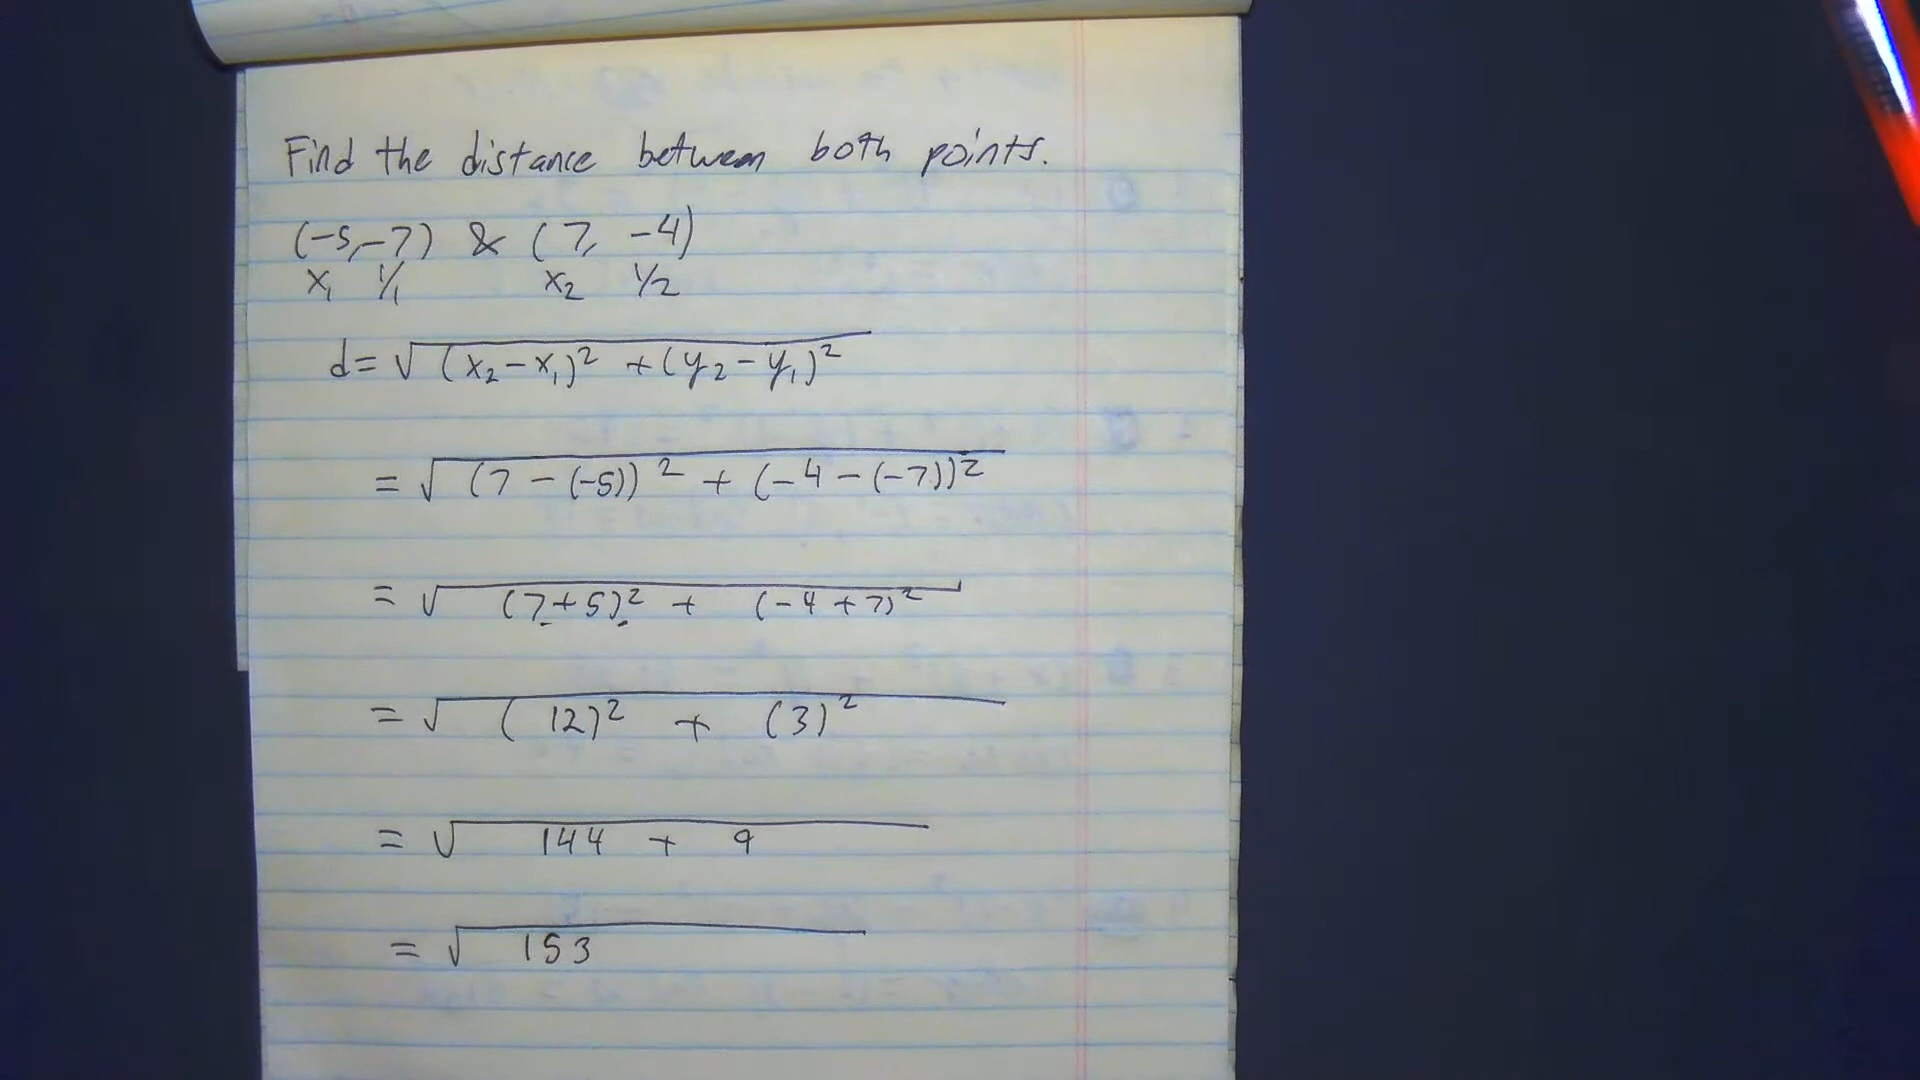 Find the distance between both points.
(-5,-7) & (7, -4)
x₁ y₁ x₂ y₂
d=√(x₂-x₁)² +(y₂-y₁)²
=√(7-(-5))² + (-4-(-7))²
=√(7+5)² + (-4+7)²
=√(12)² + (3)²
=√144 + 9
=√153